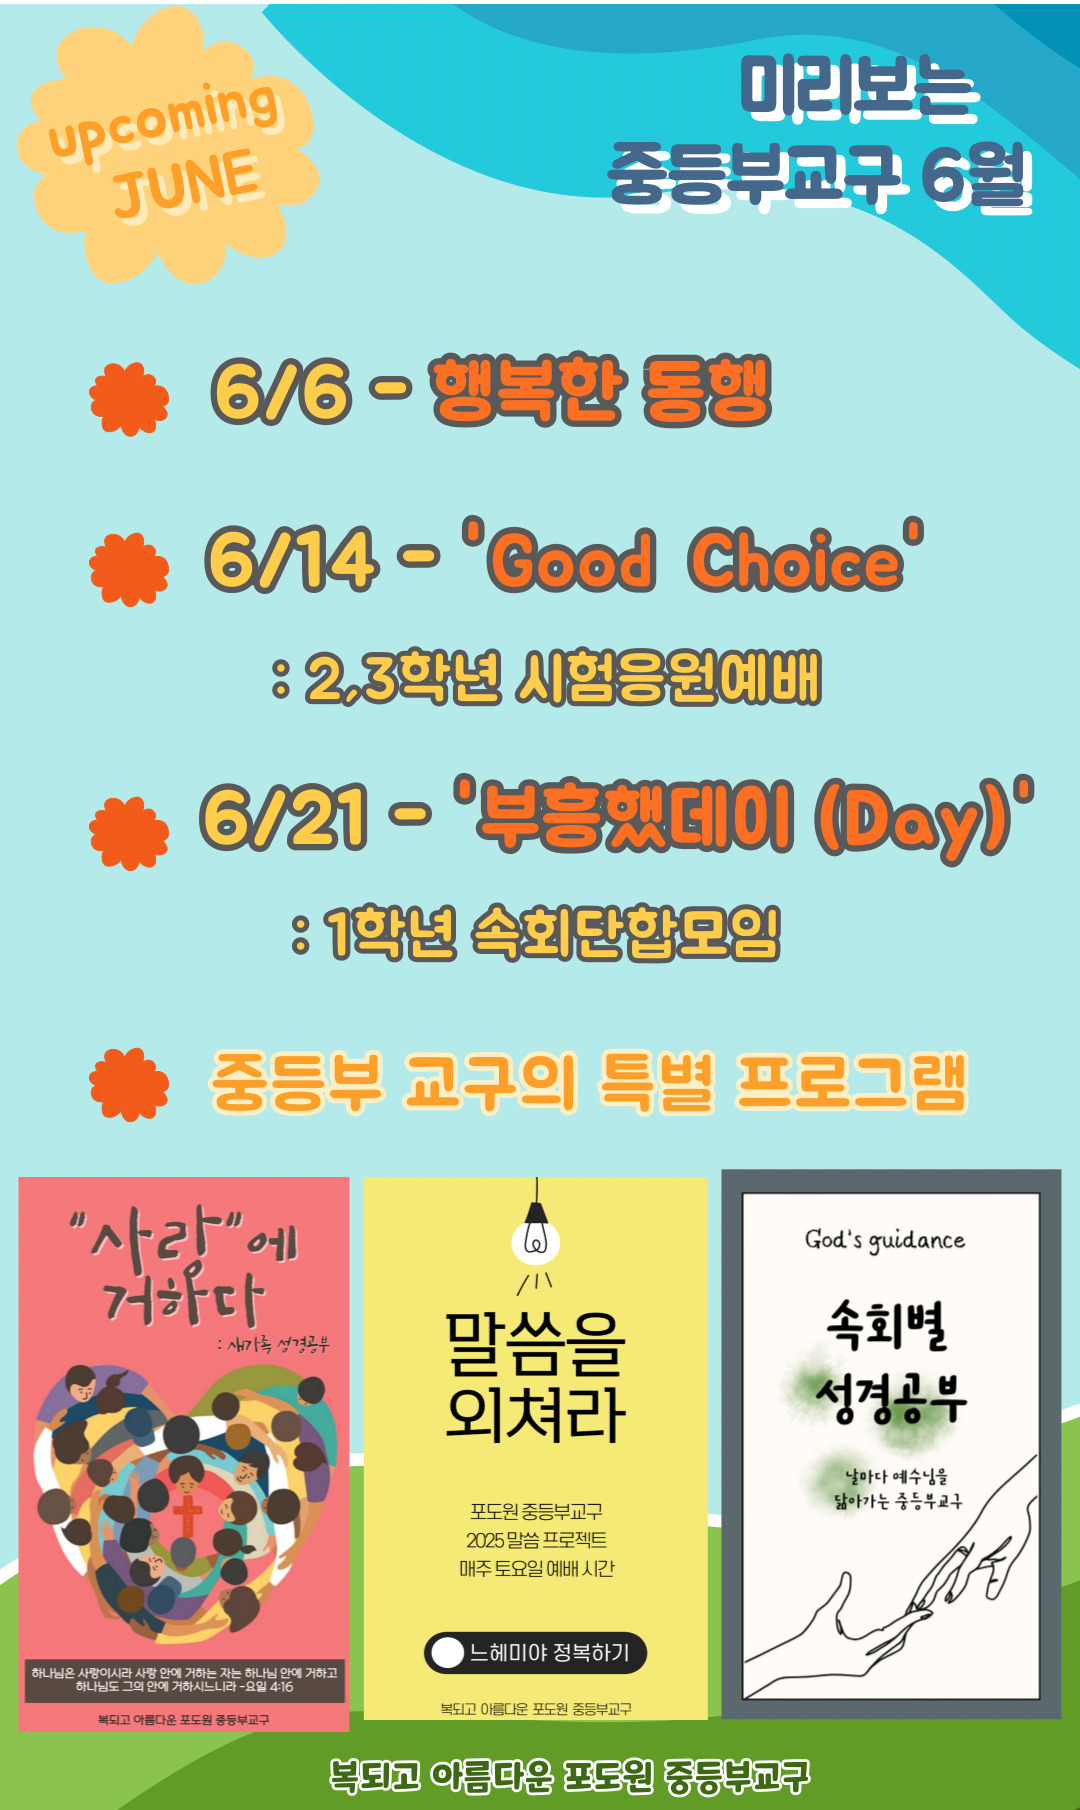 upcoming
JUNE
미리보는
중등부교구 6월
6/6 - 행복한 동행
6/14 - 'Good Choice'
: 2,3학년 시험응원예배
6/21 - '부흥했데이 (Day)'
: 1학년 속회단합모임
중등부 교구의 특별 프로그램
"사랑"에
거하다
: 새가족 성경공부
하나님은 사랑이시라 사랑 안에 거하는 자는 하나님 안에 거하고
하나님도 그의 안에 거하시느니라 -요일 4:16
복되고 아름다운 포도원 중등부교구
말씀을
외쳐라
포도원 중등부교구
2025 말씀 프로젝트
매주 토요일 예배 시간
느헤미야 정복하기
복되고 아름다운 포도원 중등부교구
God's guidance
속회별
성경공부
날마다 예수님을
닮아가는 중등부교구
복되고 아름다운 포도원 중등부교구